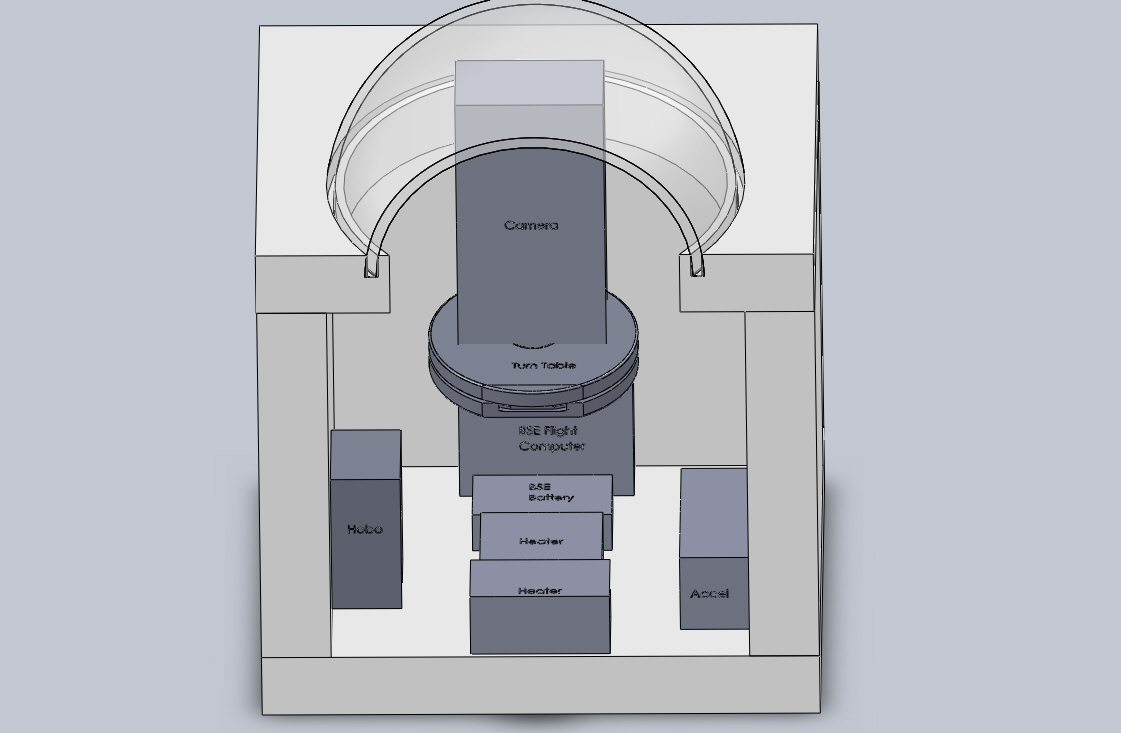 Camera
Turn Table
BSE Flight
Computer
BSE
Battery
Hobo
Heater
Heater
Accel